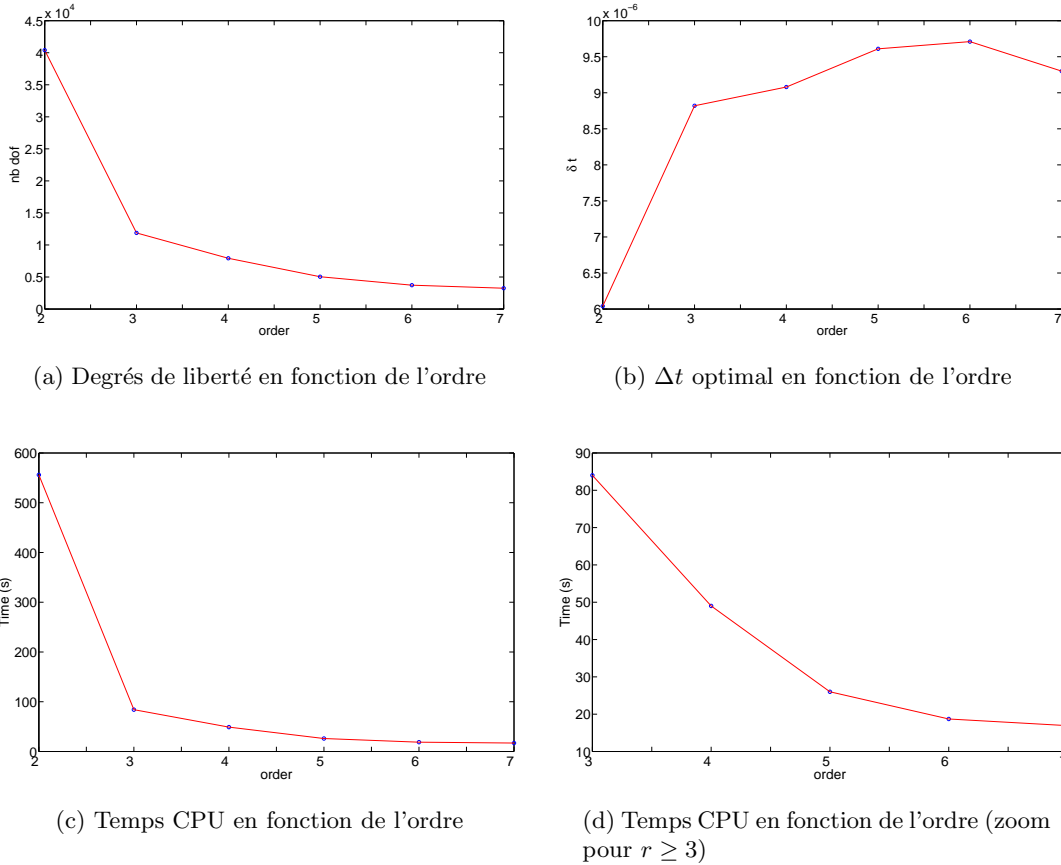 x 10⁴
4.5
4
3.5
3
2.5
2
1.5
1
0.5
0
nb dof
2 3 4 5 6 7
order
(a) Degrés de liberté en fonction de l'ordre
x 10⁻⁶
10
9.5
9
8.5
8
7.5
7
6.5
6
δ t
2 3 4 5 6 7
order
(b) Δt optimal en fonction de l'ordre
600
500
400
300
200
100
0
Time (s)
2 3 4 5 6 7
order
(c) Temps CPU en fonction de l'ordre
90
80
70
60
50
40
30
20
10
Time (s)
3 4 5 6 7
order
(d) Temps CPU en fonction de l'ordre (zoom
pour r ≥ 3)